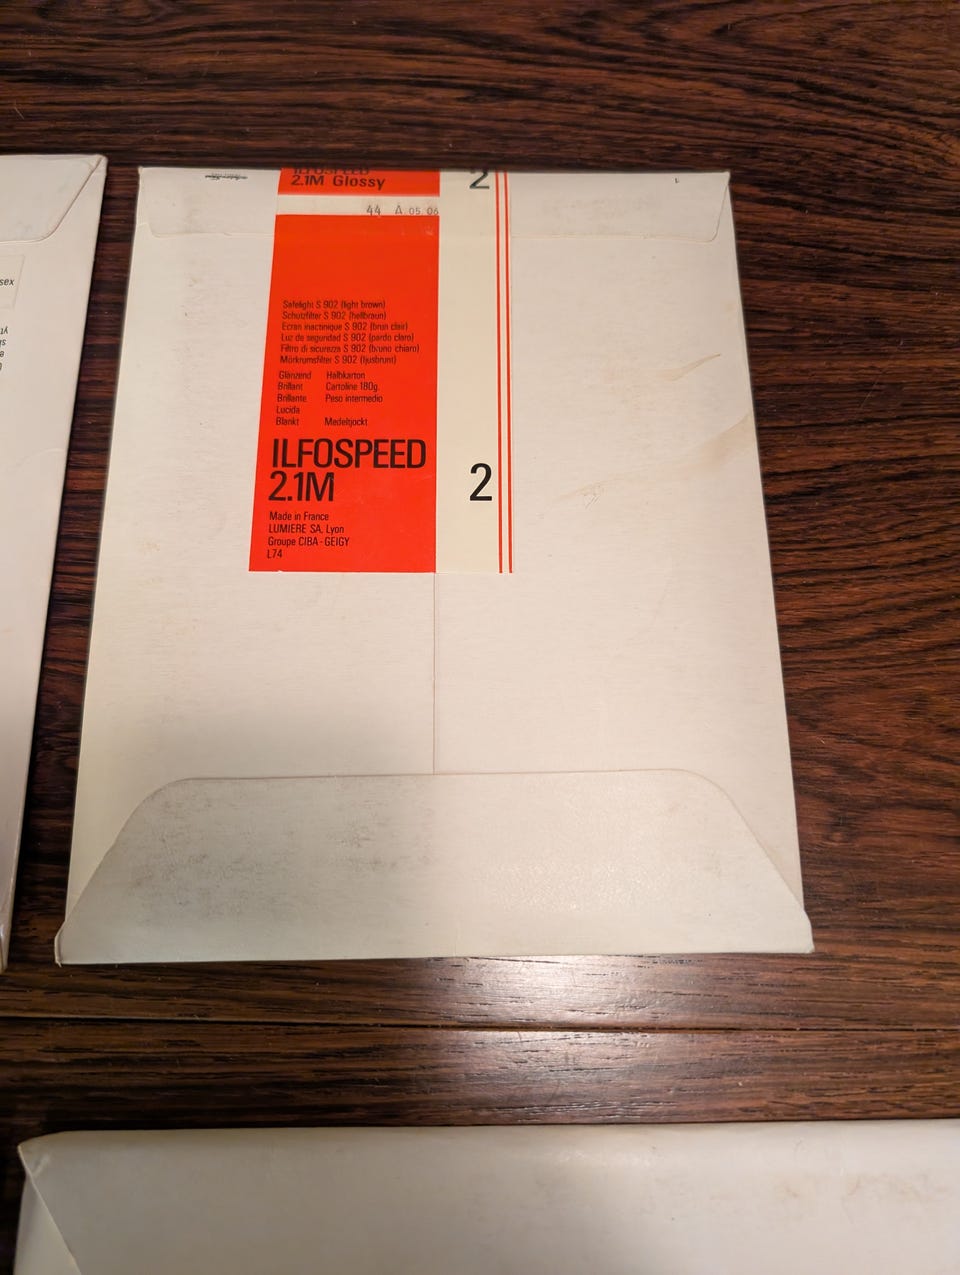 ILFOSPEED 2
2.1M Glossy
44 A.05.06
Safelight S 902 (light brown)
Schutzfilter S 902 (hellbraun)
Ecran inactinique S 902 (brun clair)
Luz de seguridad S 902 (pardo claro)
Filtro di sicurezza S 902 (bruno chiaro)
Mörkrumsfilter S 902 (ljusbrunt)
Glänzend Halbkarton
Brillant Cartoline 180g.
Brillante Peso intermedio
Lucida
Blankt Medeltjockt
ILFOSPEED
2.1M
2
Made in France
LUMIERE SA, Lyon
Groupe CIBA-GEIGY
L74